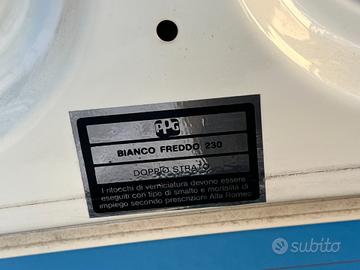 PPG
BIANCO FREDDO 230
DOPPIO STRATO
I ritocchi di verniciatura devono essere
eseguiti con tipo di smalto e modalità di
impiego secondo prescrizioni Alfa Romeo
subito